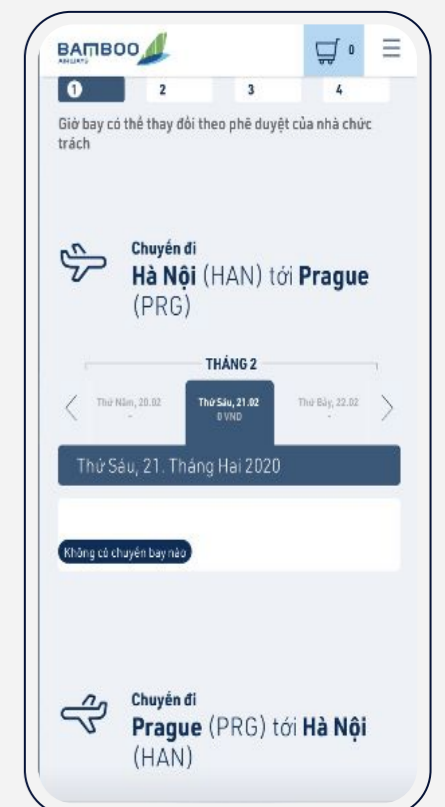 BAMBOO
AIRWAYS
0
1 2 3 4
Giờ bay có thể thay đổi theo phê duyệt của nhà chức
trách
Chuyến đi
Hà Nội (HAN) tới Prague
(PRG)
THÁNG 2
Thứ Năm, 20.02 Thứ Sáu, 21.02 Thứ Bảy, 22.02
- 0 VND -
Thứ Sáu, 21. Tháng Hai 2020
Không có chuyến bay nào
Chuyến đi
Prague (PRG) tới Hà Nội
(HAN)